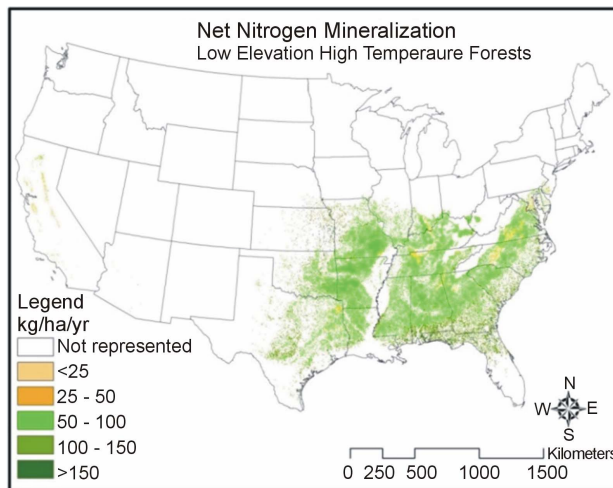 Net Nitrogen Mineralization
Low Elevation High Temperaure Forests
Legend
kg/ha/yr
Not represented
<25
25 - 50
50 - 100
100 - 150
>150
N
W E
S
Kilometers
0 250 500 1000 1500